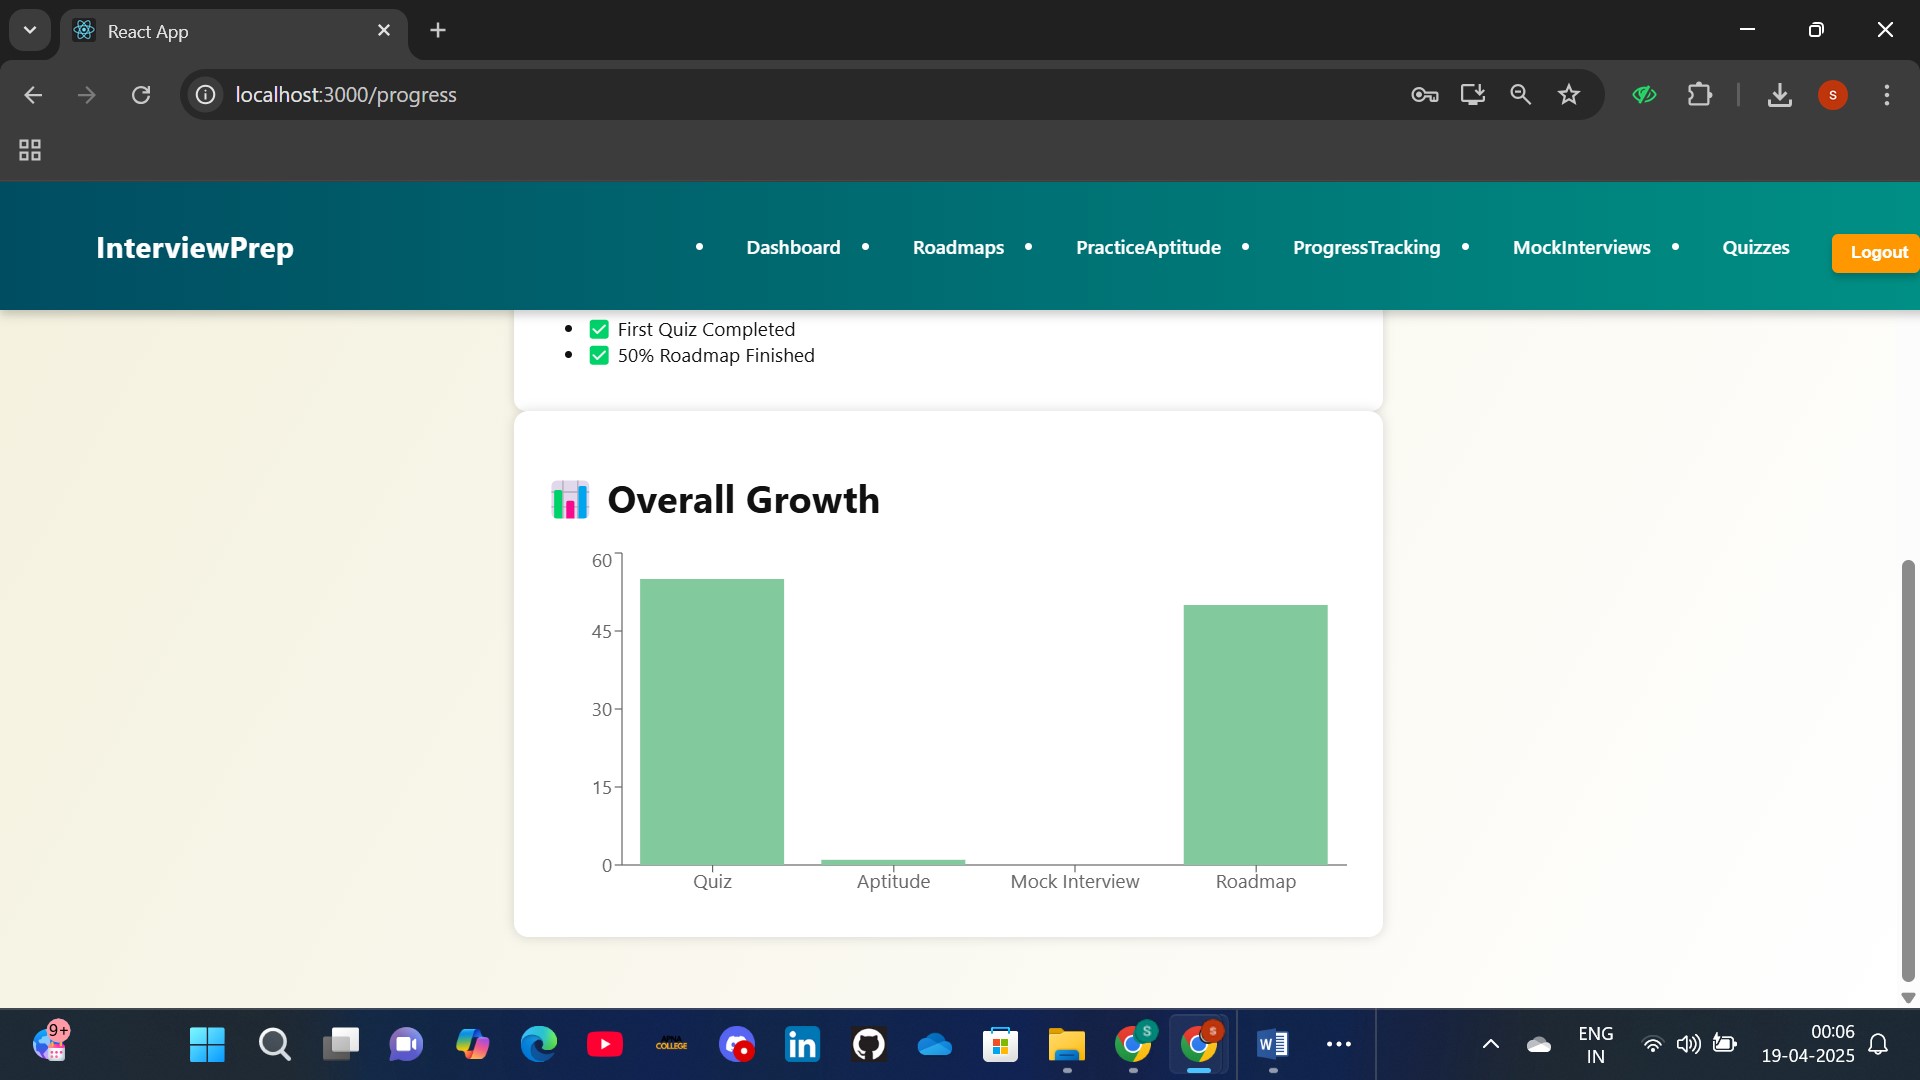 React App
localhost:3000/progress
S
InterviewPrep
• Dashboard • Roadmaps • PracticeAptitude • ProgressTracking • MockInterviews • Quizzes
Logout
• ✅ First Quiz Completed
• ✅ 50% Roadmap Finished
📊 Overall Growth
60
45
30
15
0
Quiz Aptitude Mock Interview Roadmap
9+
APNA
COLLEGE
S
S
W
ENG
IN
00:06
19-04-2025